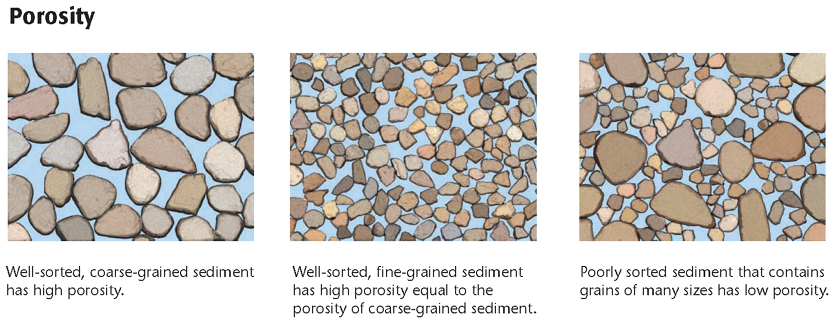 Porosity
Well-sorted, coarse-grained sediment
has high porosity.
Well-sorted, fine-grained sediment
has high porosity equal to the
porosity of coarse-grained sediment.
Poorly sorted sediment that contains
grains of many sizes has low porosity.